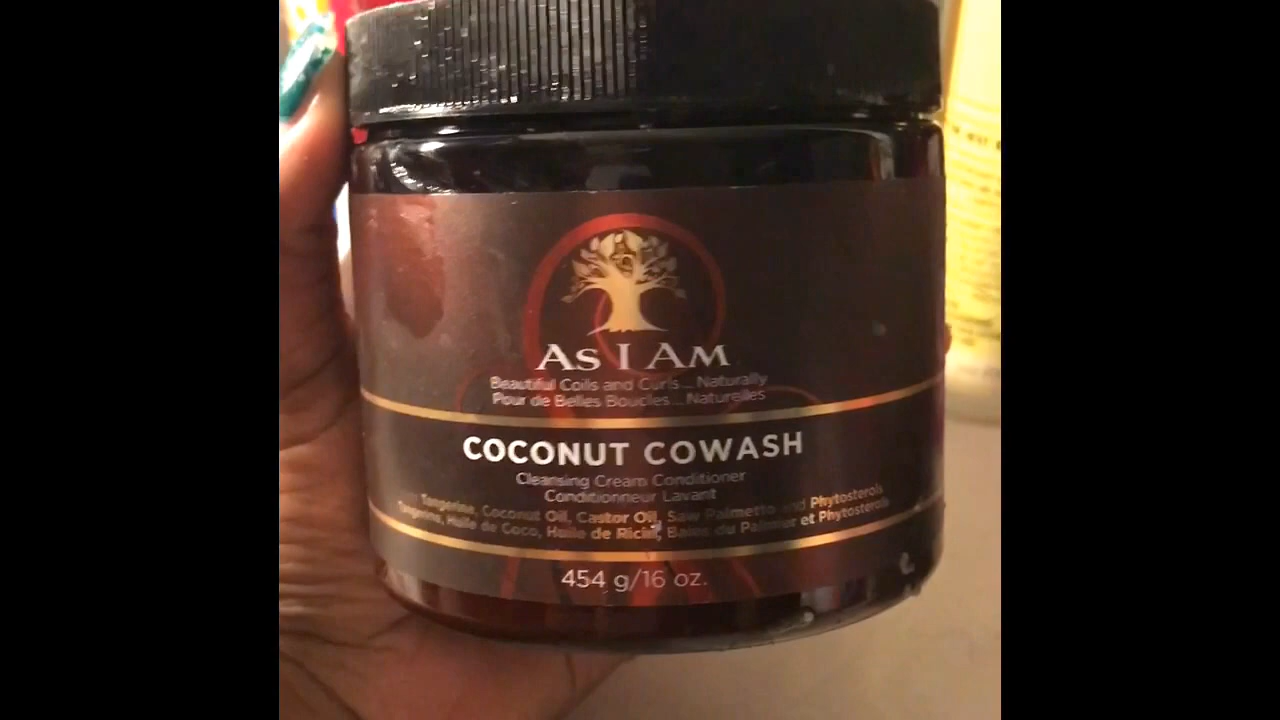 AS I AM
Beautiful Coils and Curls... Naturally
Pour de Belles Boucles... Naturelles
COCONUT COWASH
Cleansing Cream Conditioner
Conditionneur Lavant
Tangerine, Coconut Oil, Castor Oil, Saw Palmetto and Phytosterols
Tangerine, Huile de Coco, Huile de Ricin, Baies du Palmier et Phytosterols
454 g/16 oz.